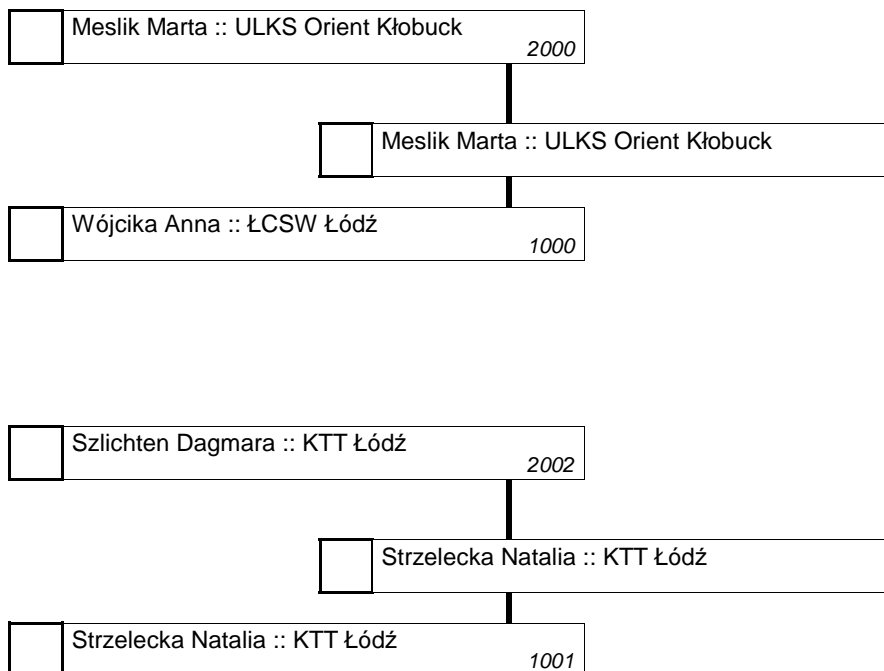 Meslik Marta :: ULKS Orient Kłobuck
2000
Meslik Marta :: ULKS Orient Kłobuck
Wójcika Anna :: ŁCSW Łódź
1000
Szlichten Dagmara :: KTT Łódź
2002
Strzelecka Natalia :: KTT Łódź
Strzelecka Natalia :: KTT Łódź
1001